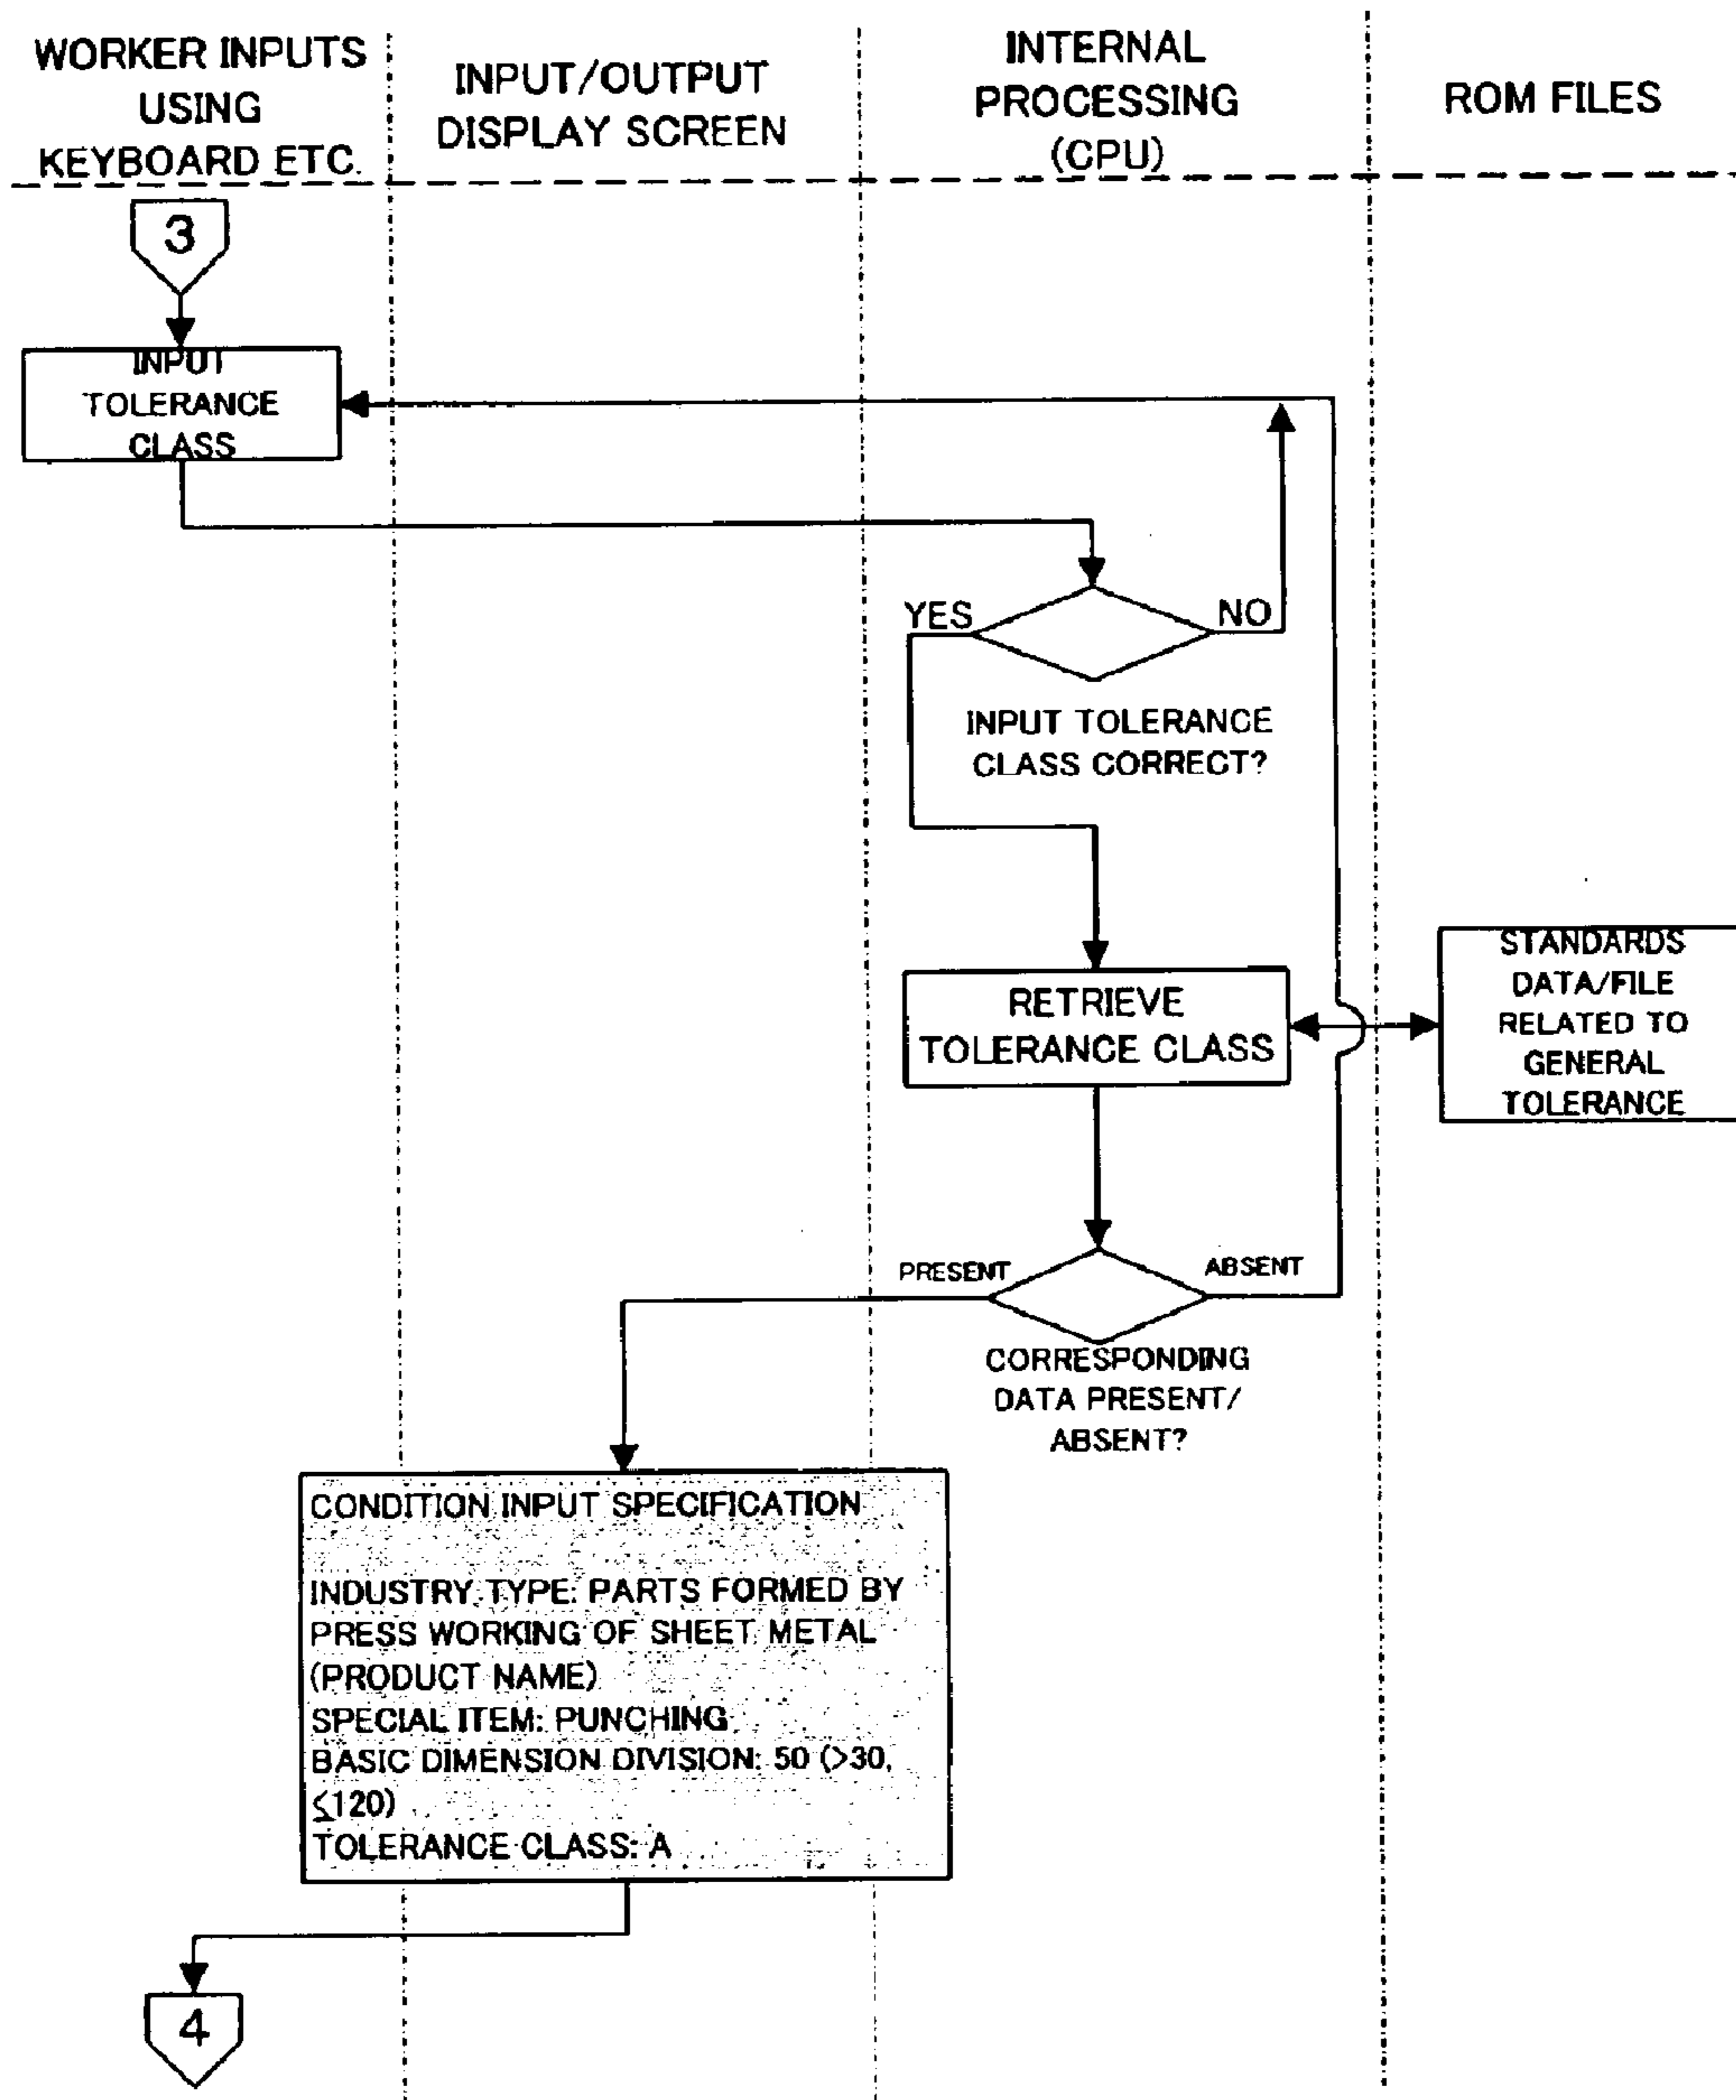 WORKER INPUTS
USING
KEYBOARD ETC.
INPUT/OUTPUT
DISPLAY SCREEN
INTERNAL
PROCESSING
(CPU)
ROM FILES
3
INPUT
TOLERANCE
CLASS
YES
NO
INPUT TOLERANCE
CLASS CORRECT?
RETRIEVE
TOLERANCE CLASS
STANDARDS
DATA/FILE
RELATED TO
GENERAL
TOLERANCE
PRESENT
ABSENT
CORRESPONDING
DATA PRESENT/
ABSENT?
CONDITION INPUT SPECIFICATION
INDUSTRY TYPE: PARTS FORMED BY
PRESS WORKING OF SHEET METAL
(PRODUCT NAME)
SPECIAL ITEM: PUNCHING
BASIC DIMENSION DIVISION: 50 (>30,
≤120)
TOLERANCE CLASS: A
4